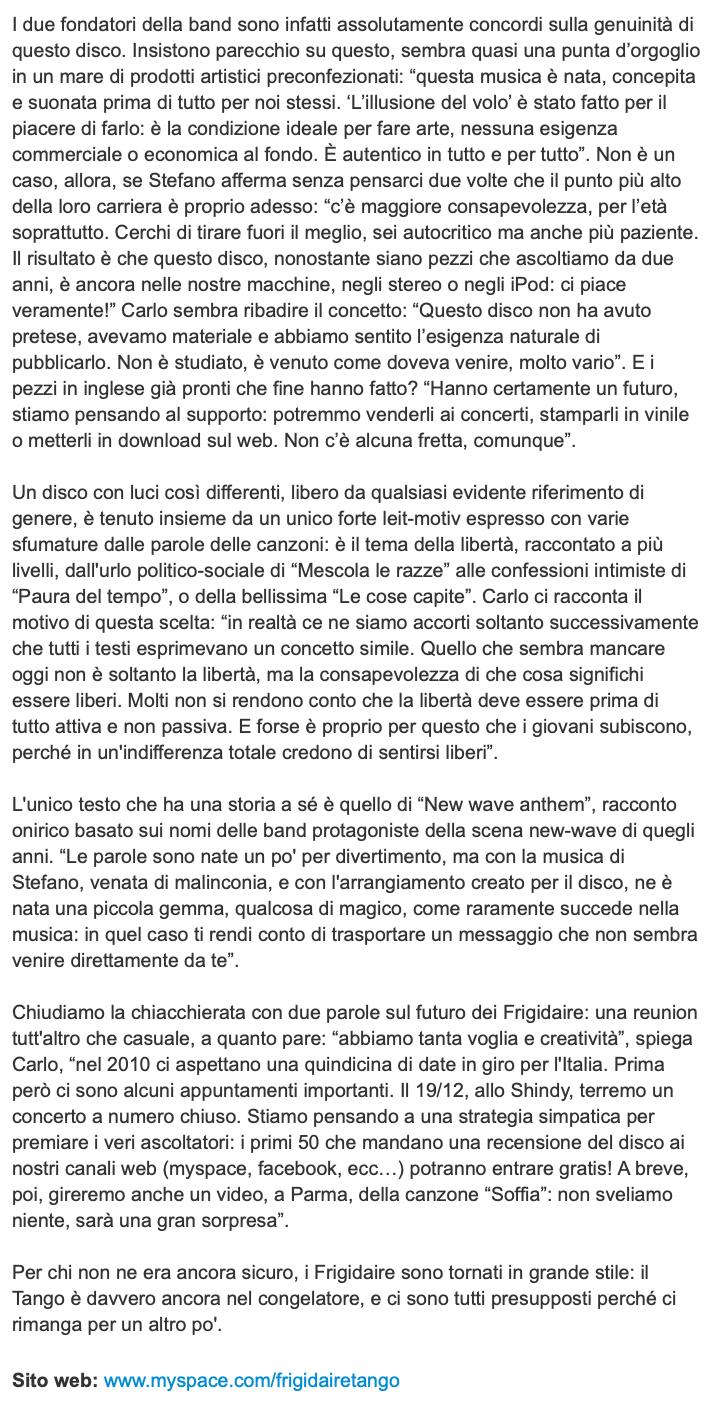 I due fondatori della band sono infatti assolutamente concordi sulla genuinità di
questo disco. Insistono parecchio su questo, sembra quasi una punta d’orgoglio
in un mare di prodotti artistici preconfezionati: “questa musica è nata, concepita
e suonata prima di tutto per noi stessi. ‘L’illusione del volo’ è stato fatto per il
piacere di farlo: è la condizione ideale per fare arte, nessuna esigenza
commerciale o economica al fondo. È autentico in tutto e per tutto”. Non è un
caso, allora, se Stefano afferma senza pensarci due volte che il punto più alto
della loro carriera è proprio adesso: “c’è maggiore consapevolezza, per l’età
soprattutto. Cerchi di tirare fuori il meglio, sei autocritico ma anche più paziente.
Il risultato è che questo disco, nonostante siano pezzi che ascoltiamo da due
anni, è ancora nelle nostre macchine, negli stereo o negli iPod: ci piace
veramente!” Carlo sembra ribadire il concetto: “Questo disco non ha avuto
pretese, avevamo materiale e abbiamo sentito l’esigenza naturale di
pubblicarlo. Non è studiato, è venuto come doveva venire, molto vario”. E i
pezzi in inglese già pronti che fine hanno fatto? “Hanno certamente un futuro,
stiamo pensando al supporto: potremmo venderli ai concerti, stamparli in vinile
o metterli in download sul web. Non c’è alcuna fretta, comunque”.
Un disco con luci così differenti, libero da qualsiasi evidente riferimento di
genere, è tenuto insieme da un unico forte leit-motiv espresso con varie
sfumature dalle parole delle canzoni: è il tema della libertà, raccontato a più
livelli, dall'urlo politico-sociale di “Mescola le razze” alle confessioni intimiste di
“Paura del tempo”, o della bellissima “Le cose capite”. Carlo ci racconta il
motivo di questa scelta: “in realtà ce ne siamo accorti soltanto successivamente
che tutti i testi esprimevano un concetto simile. Quello che sembra mancare
oggi non è soltanto la libertà, ma la consapevolezza di che cosa significhi
essere liberi. Molti non si rendono conto che la libertà deve essere prima di
tutto attiva e non passiva. E forse è proprio per questo che i giovani subiscono,
perché in un'indifferenza totale credono di sentirsi liberi”.
L'unico testo che ha una storia a sé è quello di “New wave anthem”, racconto
onirico basato sui nomi delle band protagoniste della scena new-wave di quegli
anni. “Le parole sono nate un po' per divertimento, ma con la musica di
Stefano, venata di malinconia, e con l'arrangiamento creato per il disco, ne è
nata una piccola gemma, qualcosa di magico, come raramente succede nella
musica: in quel caso ti rendi conto di trasportare un messaggio che non sembra
venire direttamente da te”.
Chiudiamo la chiacchierata con due parole sul futuro dei Frigidaire: una reunion
tutt'altro che casuale, a quanto pare: “abbiamo tanta voglia e creatività”, spiega
Carlo, “nel 2010 ci aspettano una quindicina di date in giro per l'Italia. Prima
però ci sono alcuni appuntamenti importanti. Il 19/12, allo Shindy, terremo un
concerto a numero chiuso. Stiamo pensando a una strategia simpatica per
premiare i veri ascoltatori: i primi 50 che mandano una recensione del disco ai
nostri canali web (myspace, facebook, ecc…) potranno entrare gratis! A breve,
poi, gireremo anche un video, a Parma, della canzone “Soffia”: non sveliamo
niente, sarà una gran sorpresa”.
Per chi non ne era ancora sicuro, i Frigidaire sono tornati in grande stile: il
Tango è davvero ancora nel congelatore, e ci sono tutti presupposti perché ci
rimanga per un altro po'.
Sito web: www.myspace.com/frigidairetango